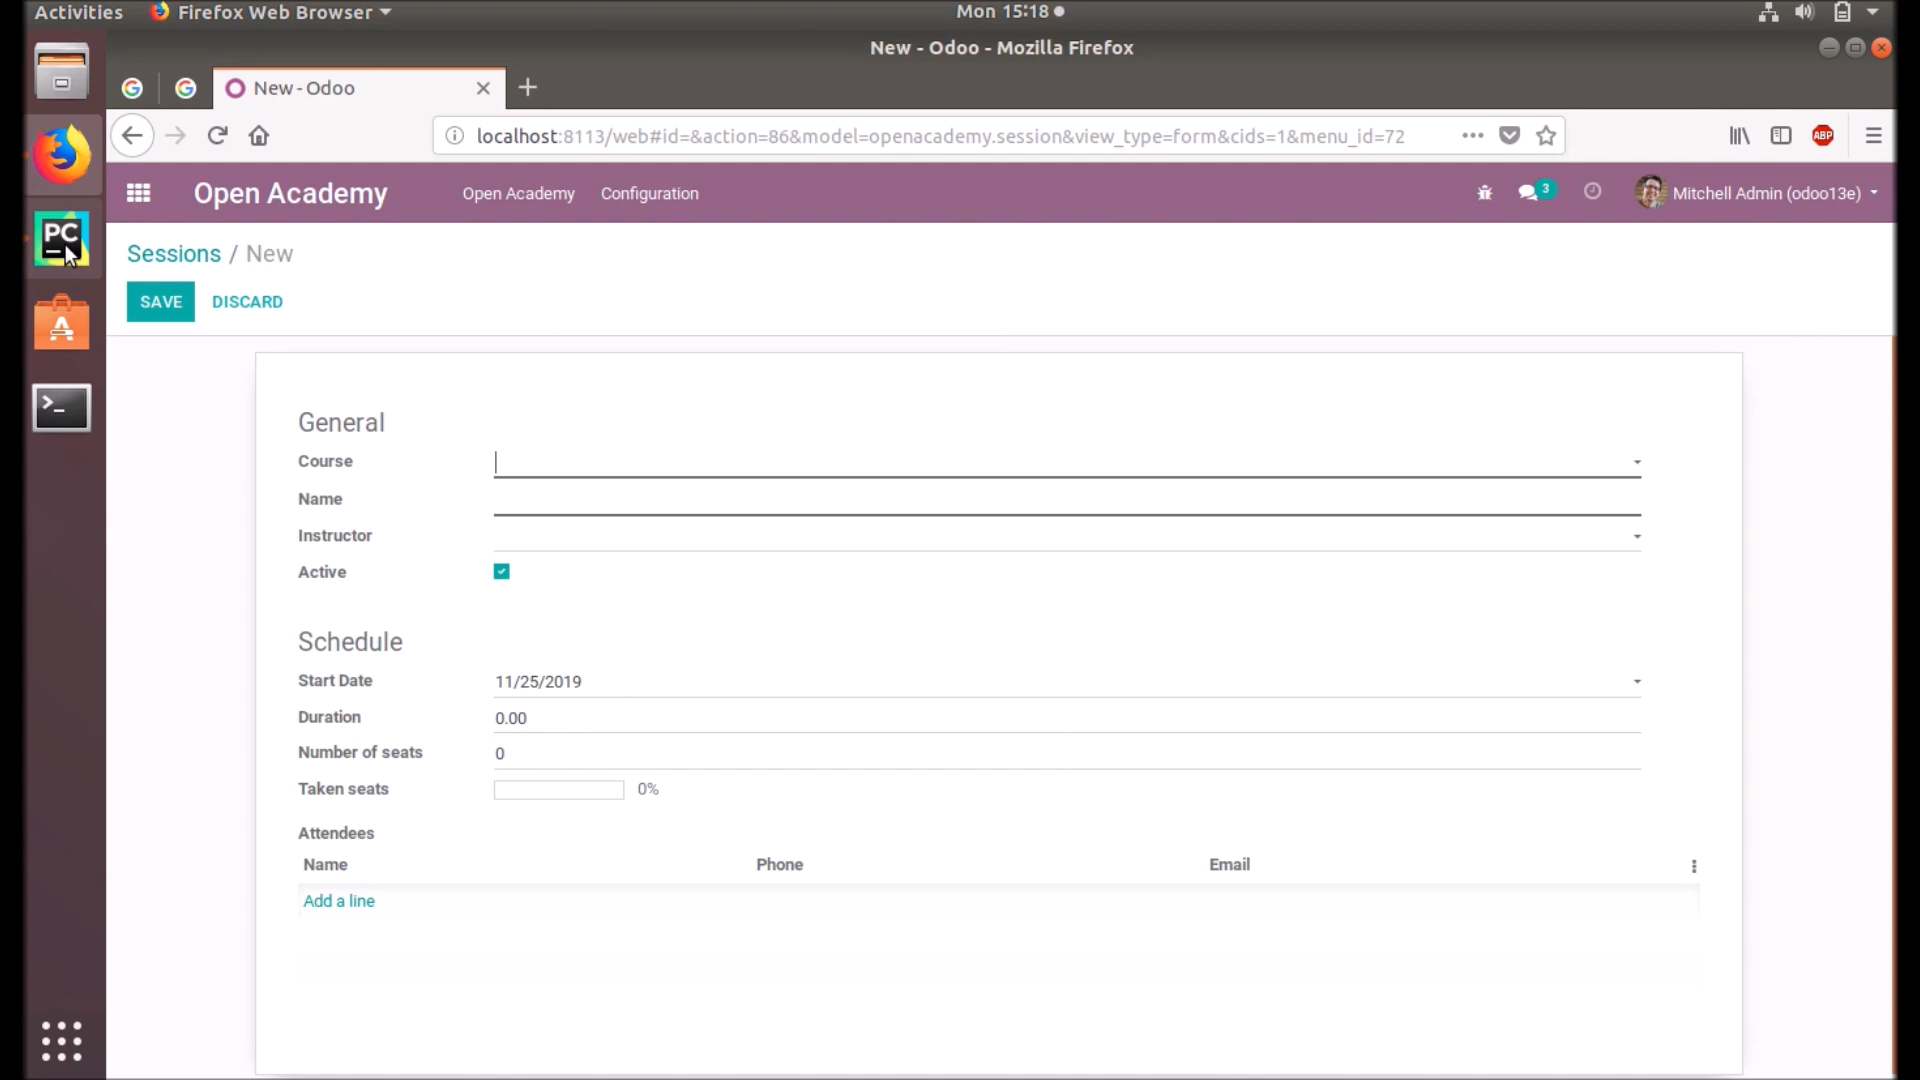 Activities Firefox Web Browser Mon 15:18
New - Odoo - Mozilla Firefox
New - Odoo
localhost:8113/web#id=&action=86&model=openacademy.session&view_type=form&cids=1&menu_id=72 ABP
Open Academy Open Academy Configuration 3 Mitchell Admin (odoo13e)
PC
Sessions / New
SAVE DISCARD
General
Course
Name
Instructor
Active
Schedule
Start Date 11/25/2019
Duration 0.00
Number of seats 0
Taken seats 0%
Attendees
Name Phone Email
Add a line